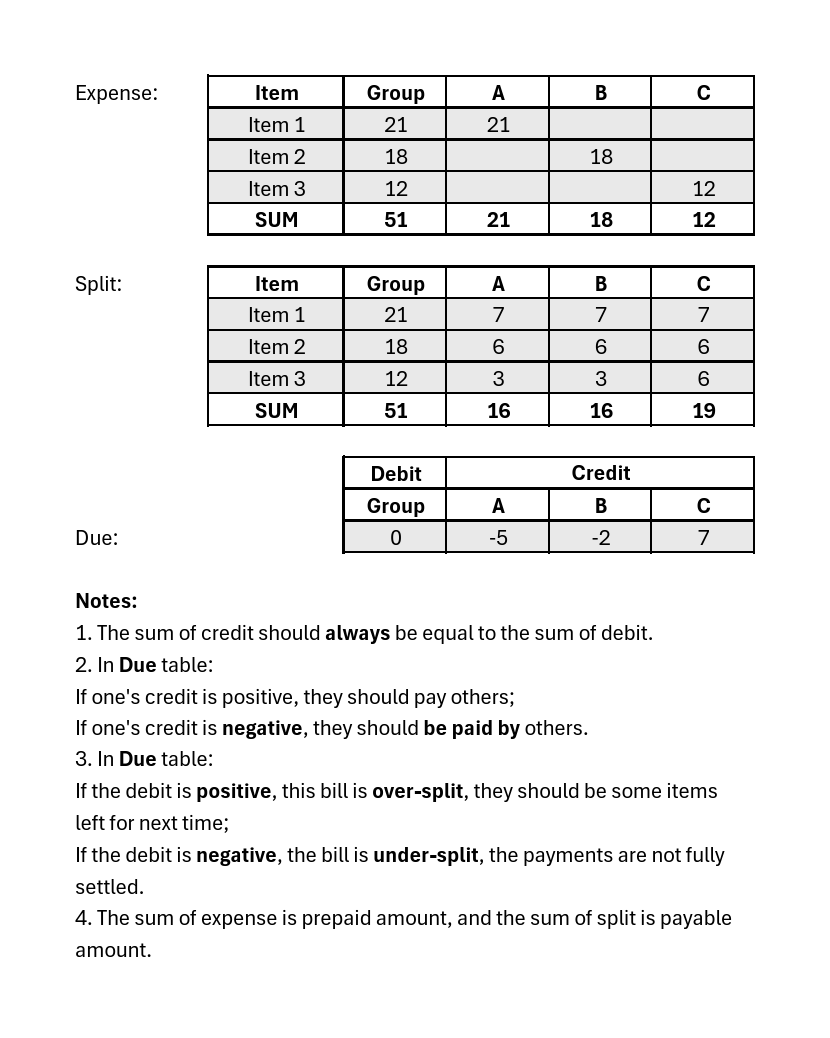 Expense: Item Group A B C
Item 1 21 21
Item 2 18 18
Item 3 12 12
SUM 51 21 18 12
Split: Item Group A B C
Item 1 21 7 7 7
Item 2 18 6 6 6
Item 3 12 3 3 6
SUM 51 16 16 19
Debit Credit
Group A B C
Due: 0 -5 -2 7
Notes:
1. The sum of credit should always be equal to the sum of debit.
2. In Due table:
If one's credit is positive, they should pay others;
If one's credit is negative, they should be paid by others.
3. In Due table:
If the debit is positive, this bill is over-split, they should be some items
left for next time;
If the debit is negative, the bill is under-split, the payments are not fully
settled.
4. The sum of expense is prepaid amount, and the sum of split is payable
amount.